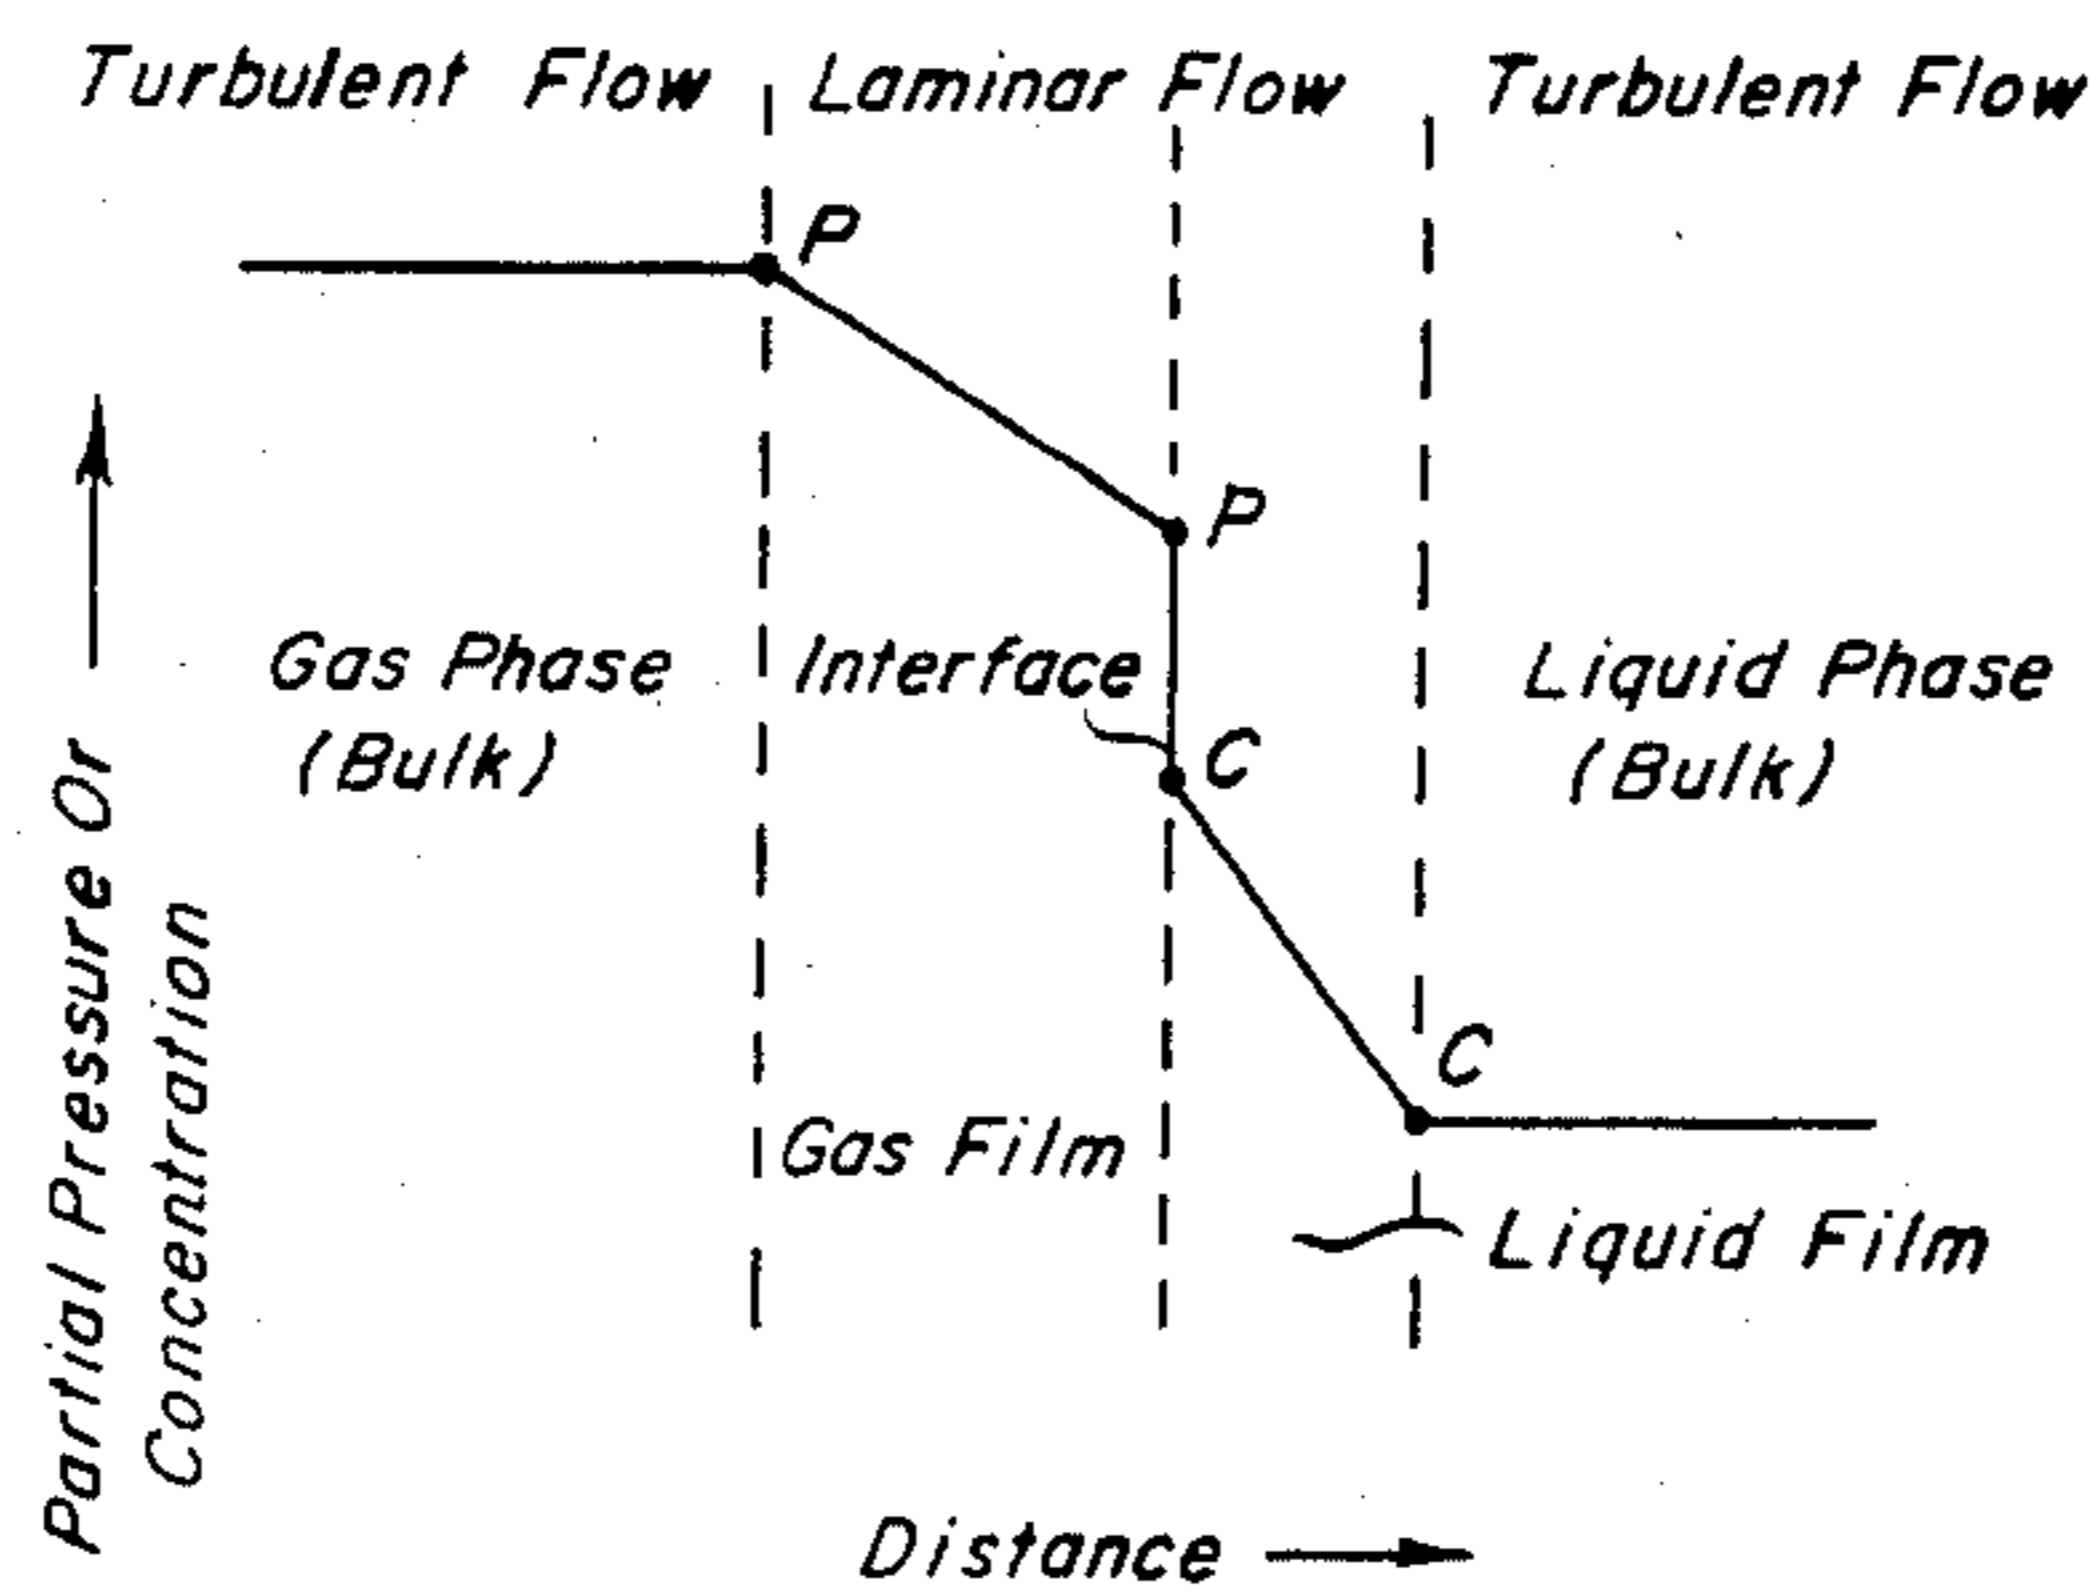 Turbulent Flow
Laminar Flow
Turbulent Flow
P
P
Gas Phase
(Bulk)
Interface
C
Liquid Phase
(Bulk)
C
Gas Film
Liquid Film
Partial Pressure Or
Concentration
Distance